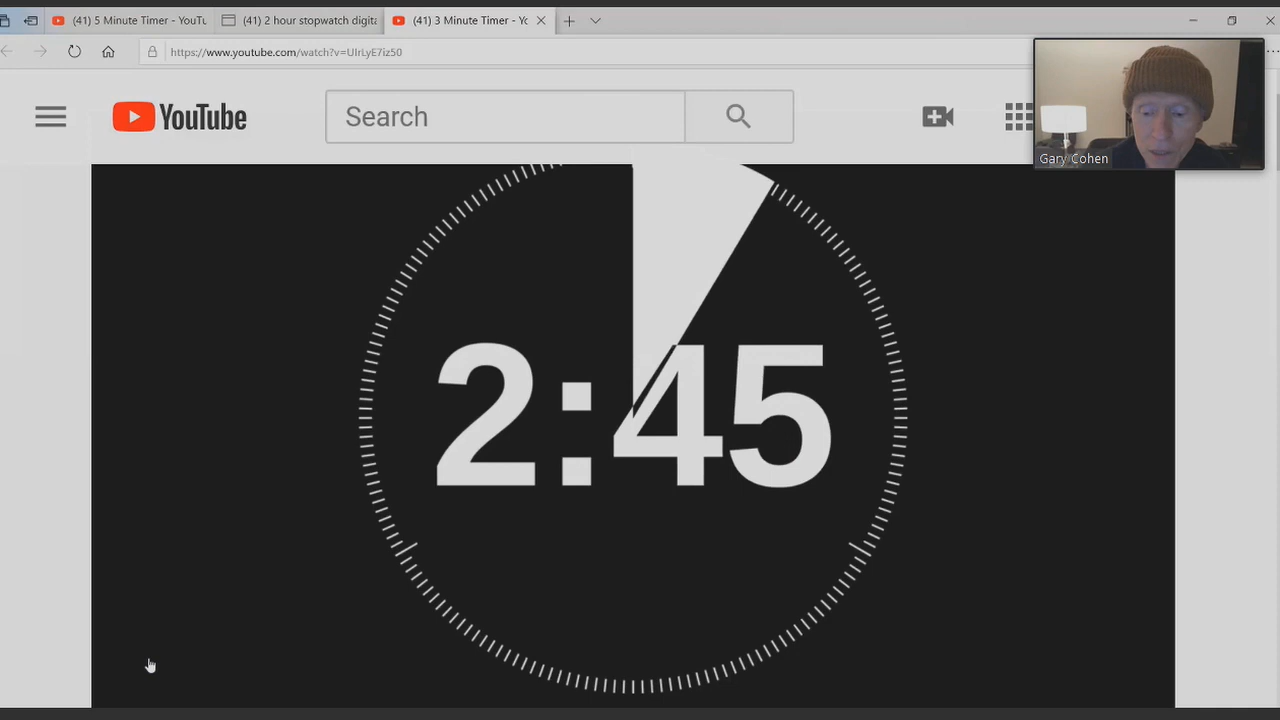 (41) 5 Minute Timer - YouTu
(41) 2 hour stopwatch digita
(41) 3 Minute Timer - Yo
https://www.youtube.com/watch?v=UIrLyE7iz50
YouTube
Search
Gary Cohen
2:45